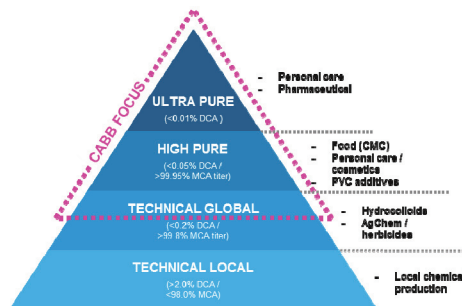 CABB FOCUS
ULTRA PURE
(<0.01% DCA )
- Personal care
- Pharmaceutical
HIGH PURE
(<0.05% DCA /
>99.95% MCA titer)
- Food (CMC)
- Personal care /
cosmetics
- PVC additives
TECHNICAL GLOBAL
(<0.2% DCA /
>99.8% MCA titer)
- Hydrocolloids
- AgChem /
herbicides
TECHNICAL LOCAL
(>2.0% DCA /
<98.0% MCA)
- Local chemical
production